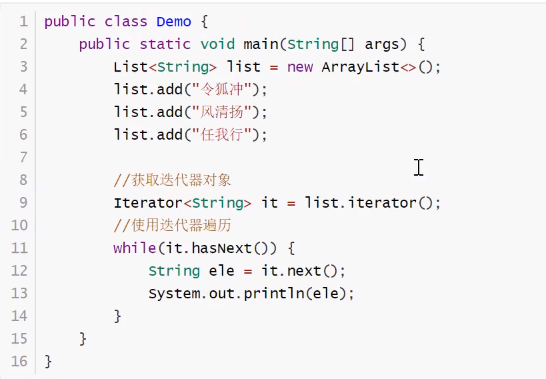 1 public class Demo {
2 public static void main(String[] args) {
3 List<String> list = new ArrayList<>();
4 list.add("令狐冲");
5 list.add("风清扬");
6 list.add("任我行");
7
8 //获取迭代器对象
9 Iterator<String> it = list.iterator();
10 //使用迭代器遍历
11 while(it.hasNext()) {
12 String ele = it.next();
13 System.out.println(ele);
14 }
15 }
16 }